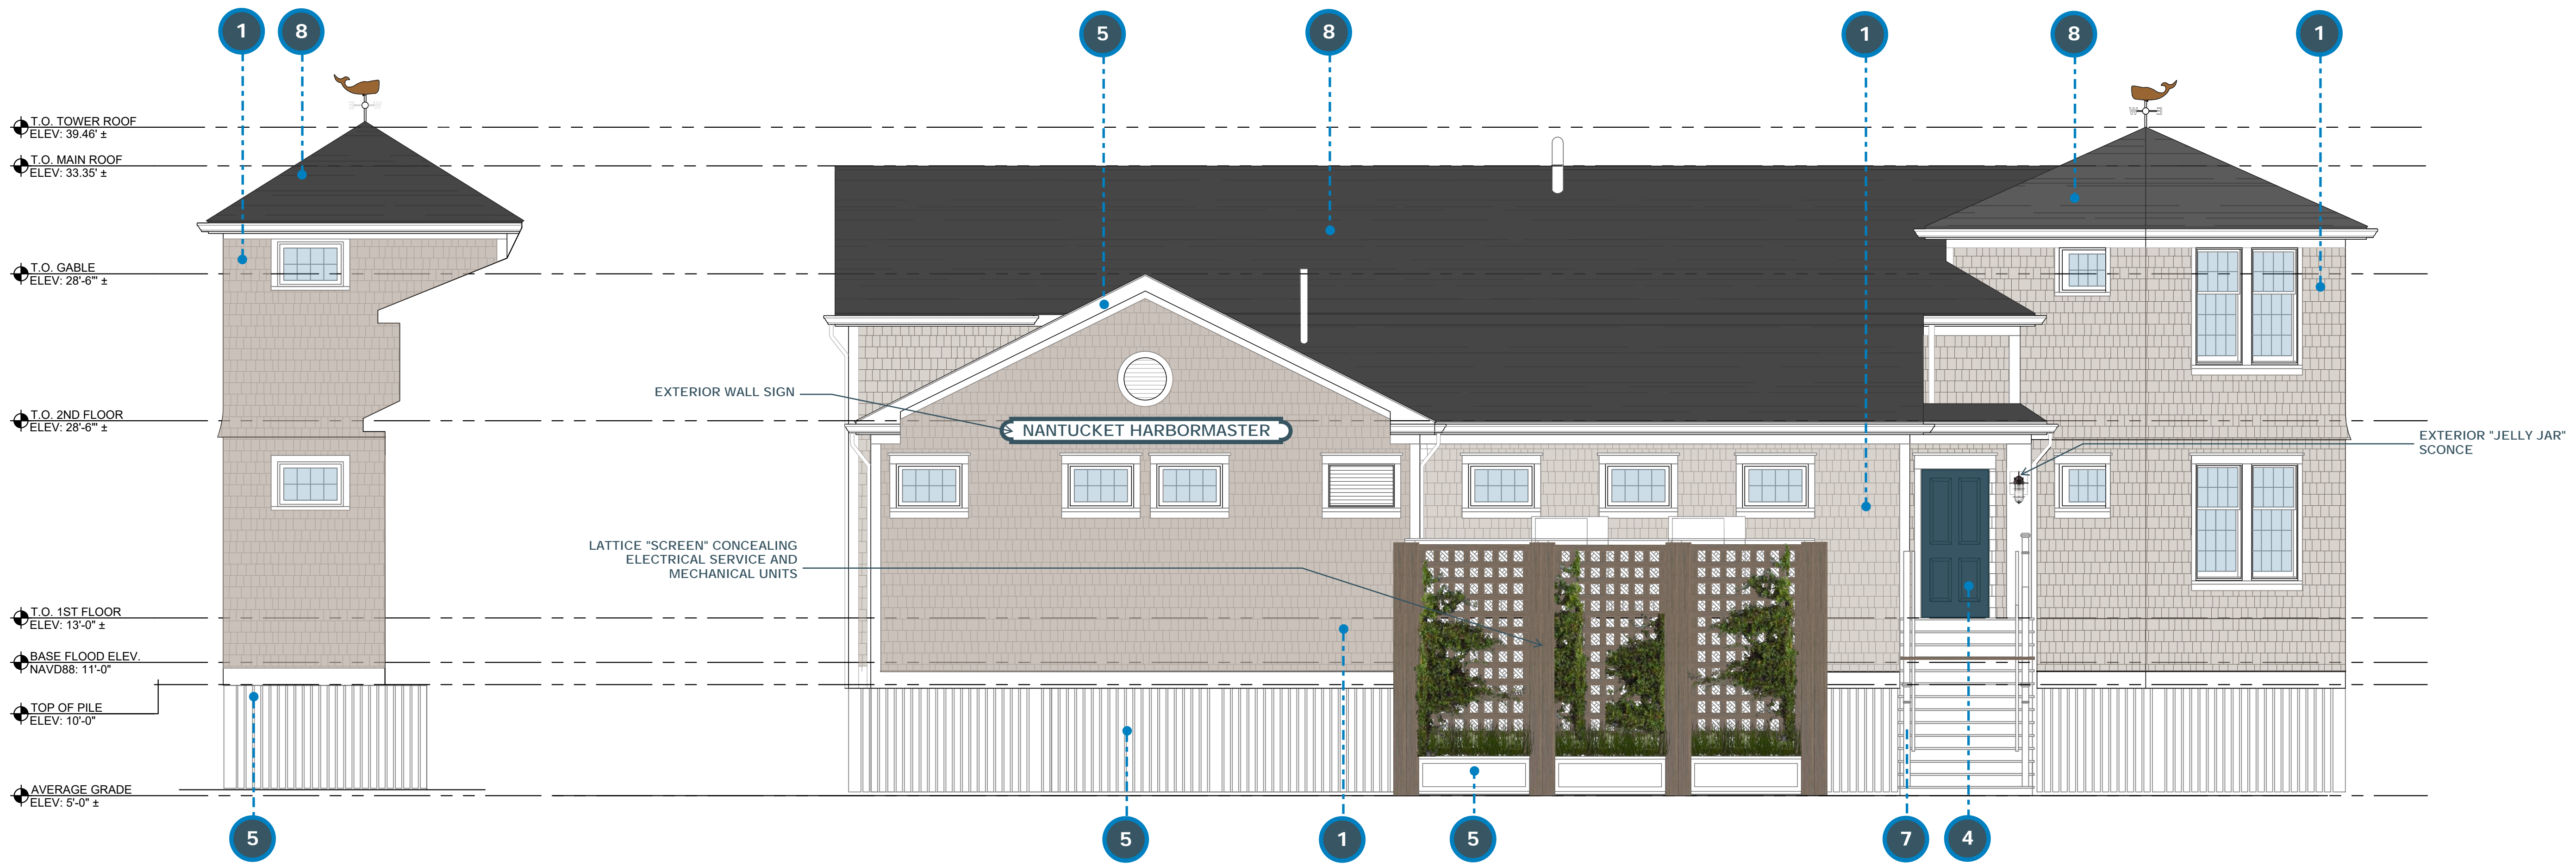 1
8
5
8
1
8
1
T.O. TOWER ROOF
ELEV: 39.46' ±
T.O. MAIN ROOF
ELEV: 33.35' ±
T.O. GABLE
ELEV: 28'-6"' ±
EXTERIOR WALL SIGN
T.O. 2ND FLOOR
ELEV: 28'-6"' ±
NANTUCKET HARBORMASTER
EXTERIOR "JELLY JAR"
SCONCE
LATTICE "SCREEN" CONCEALING
ELECTRICAL SERVICE AND
MECHANICAL UNITS
T.O. 1ST FLOOR
ELEV: 13'-0" ±
BASE FLOOD ELEV.
NAVD88: 11'-0"
TOP OF PILE
ELEV: 10'-0"
AVERAGE GRADE
ELEV: 5'-0" ±
5
5
1
5
7
4